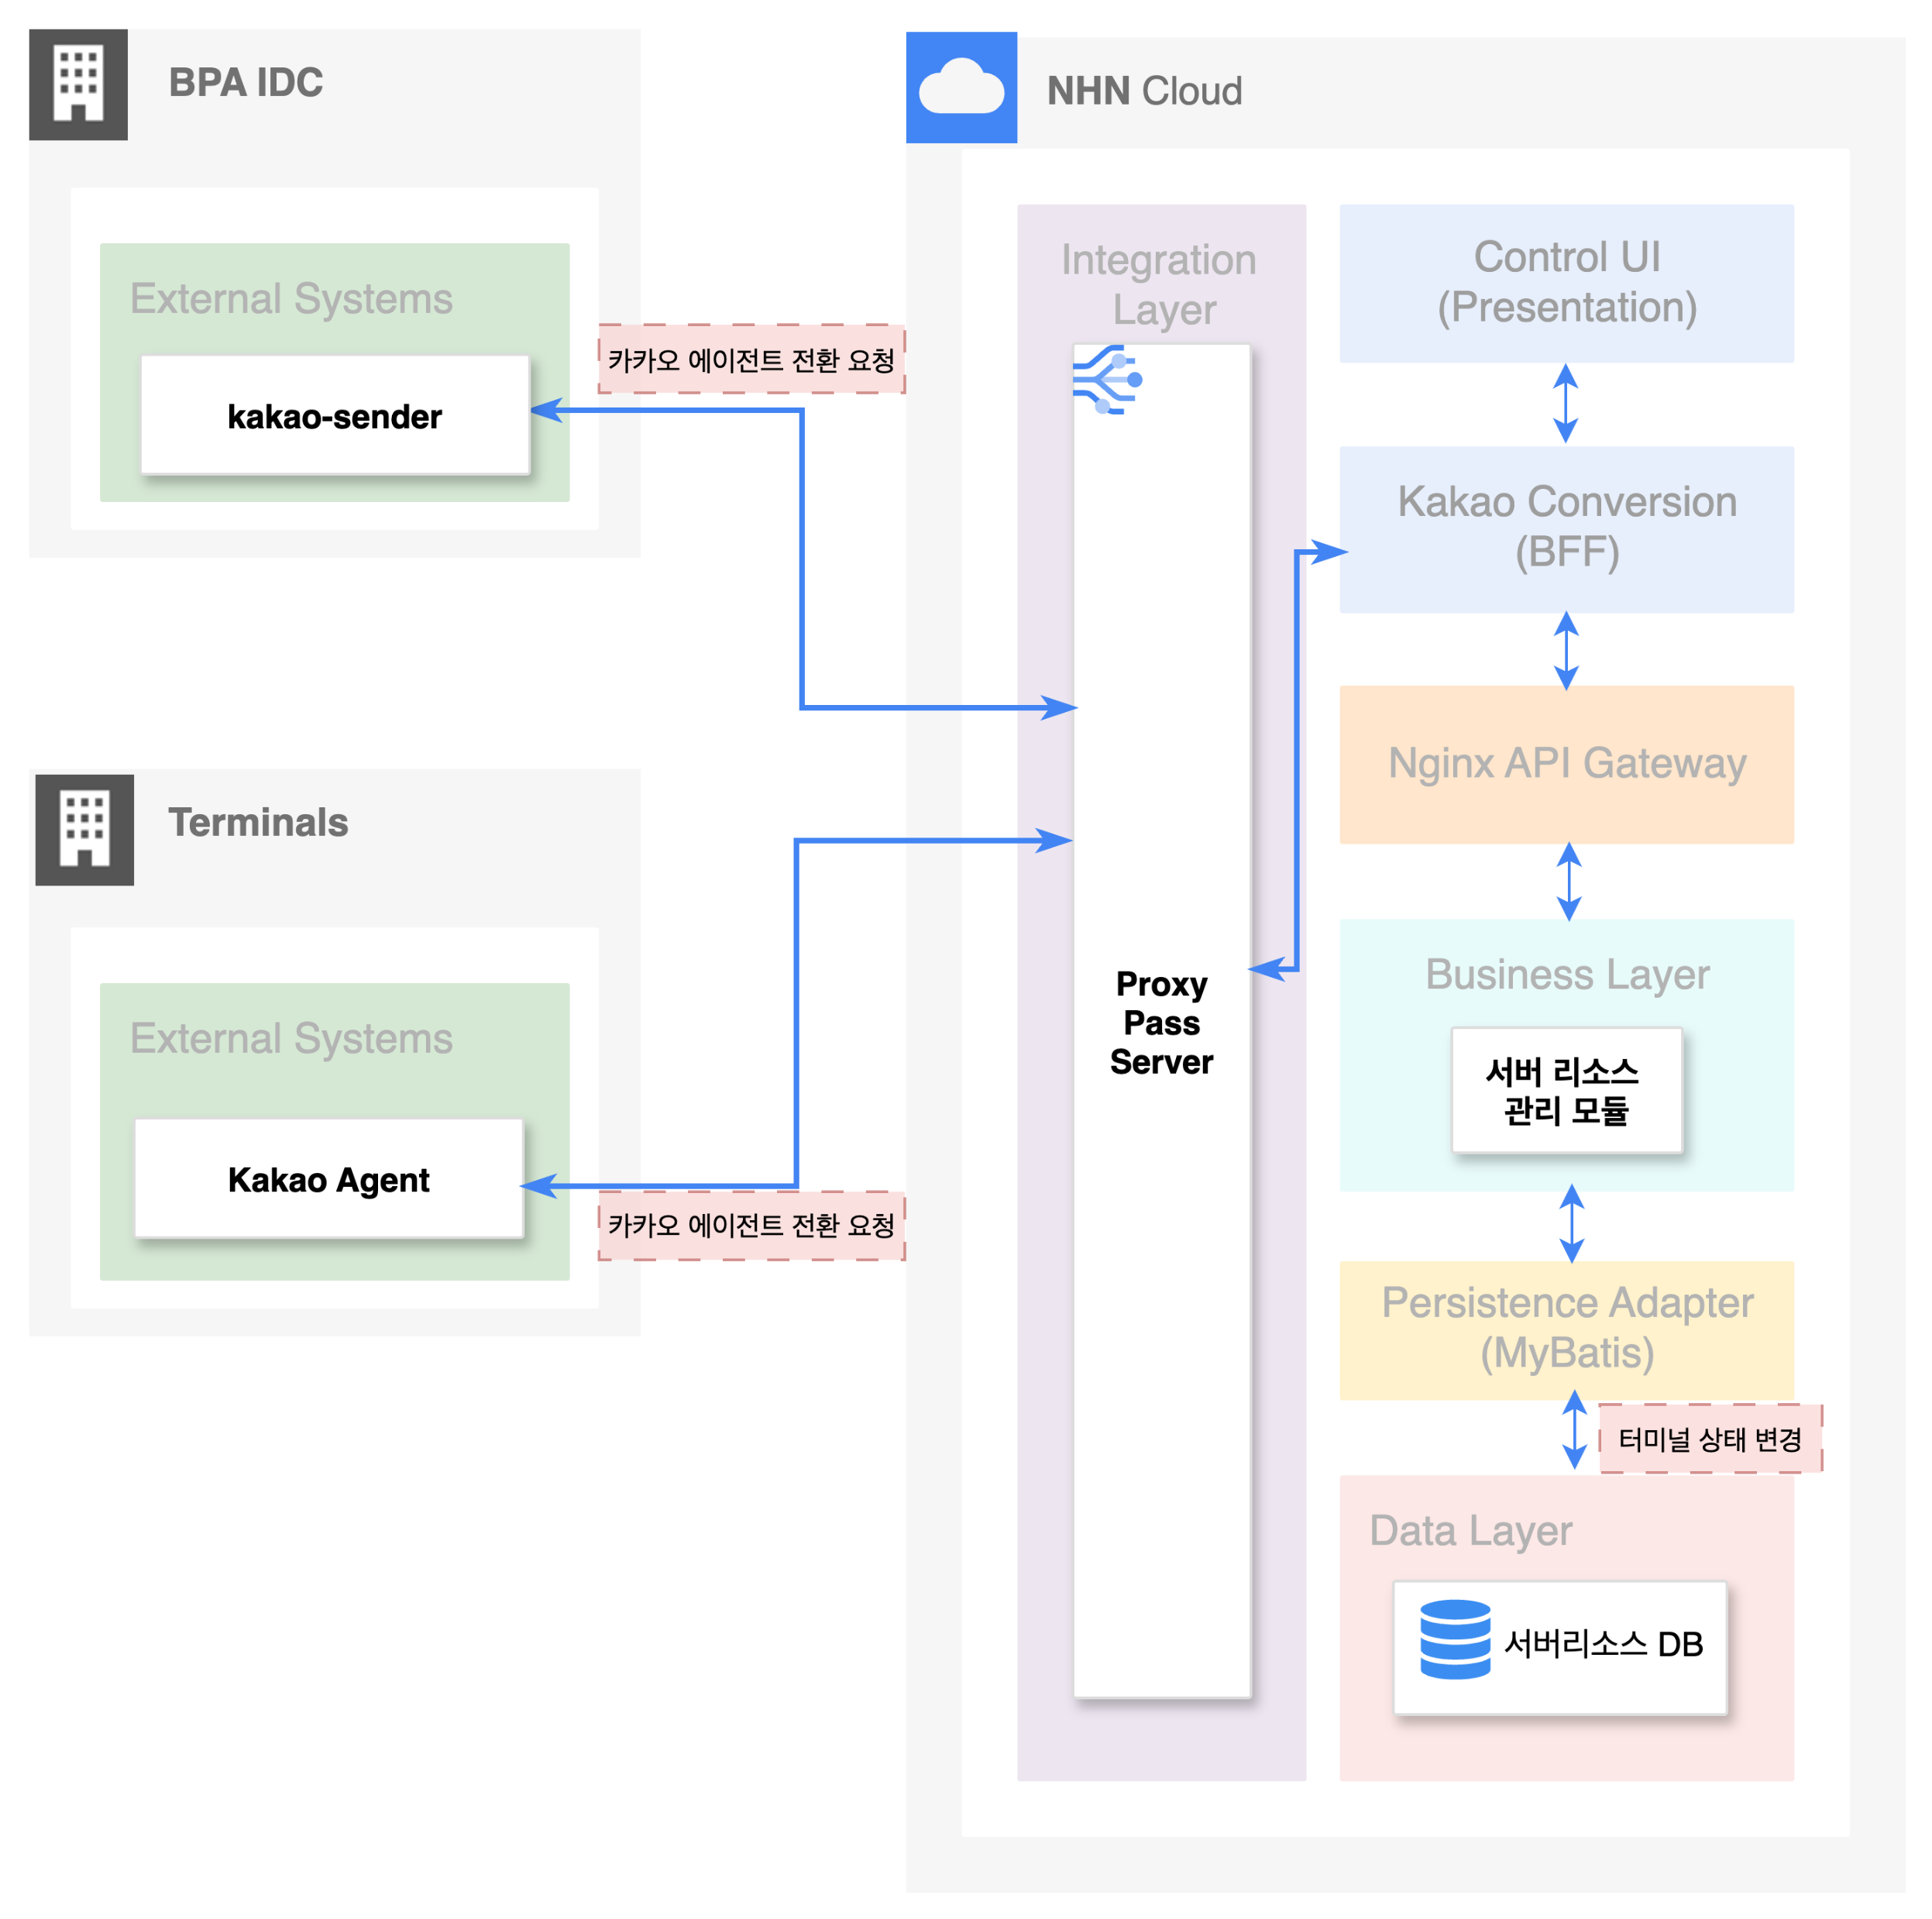 BPA IDC
External Systems
kakao-sender
카카오 에이전트 전환 요청
Terminals
External Systems
Kakao Agent
카카오 에이전트 전환 요청
NHN Cloud
Integration
Layer
Proxy
Pass
Server
Control UI
(Presentation)
Kakao Conversion
(BFF)
Nginx API Gateway
Business Layer
서버 리소스
관리 모듈
Persistence Adapter
(MyBatis)
터미널 상태 변경
Data Layer
서버리소스 DB